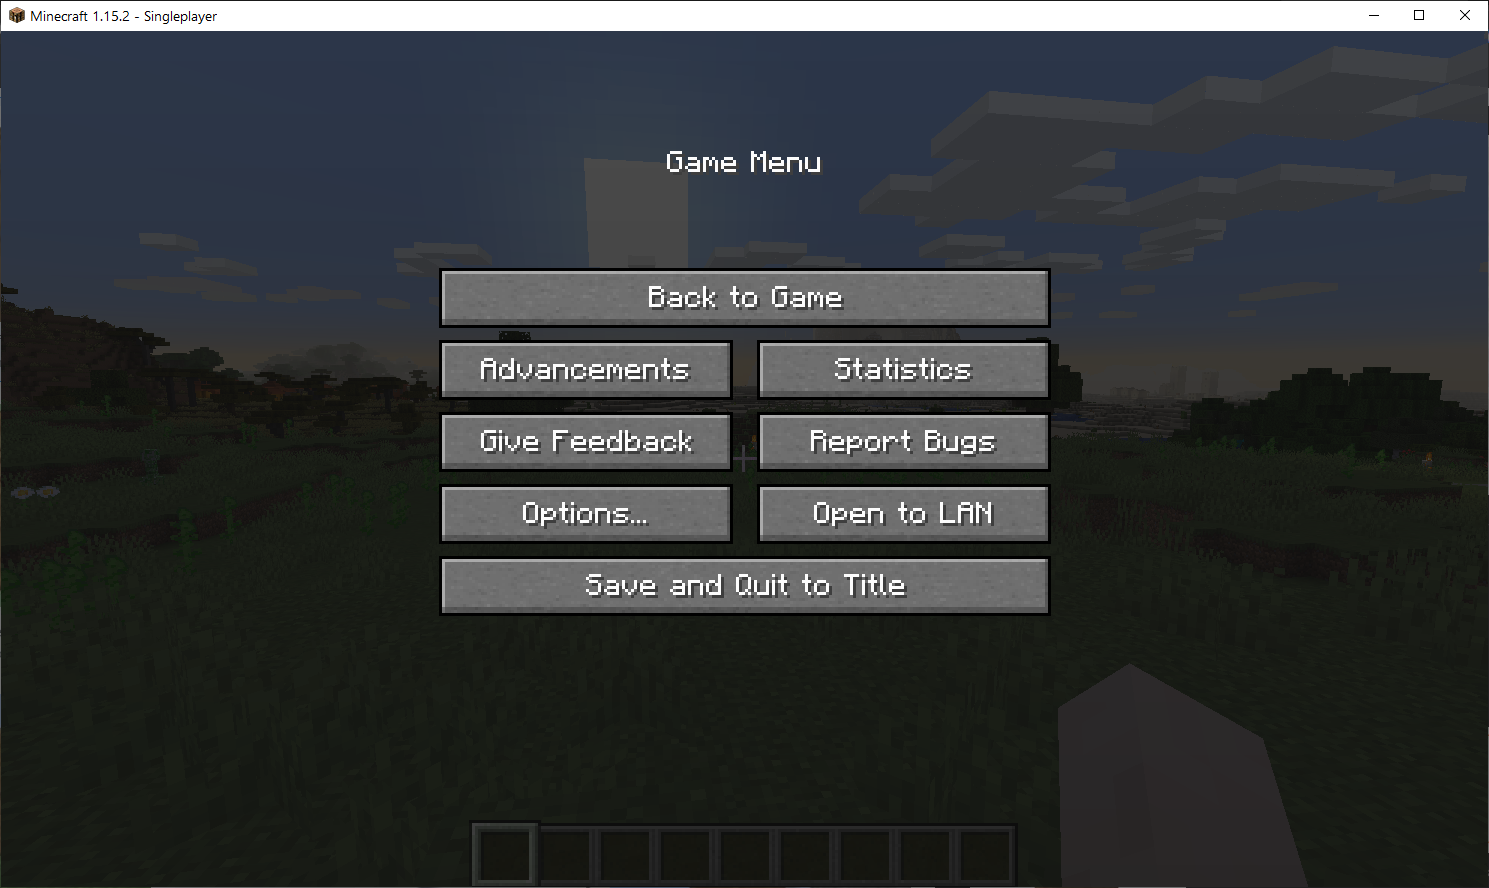 Minecraft 1.15.2 - Singleplayer
Game Menu
Back to Game
Advancements
Statistics
Give Feedback
Report Bugs
Options...
Open to LAN
Save and Quit to Title